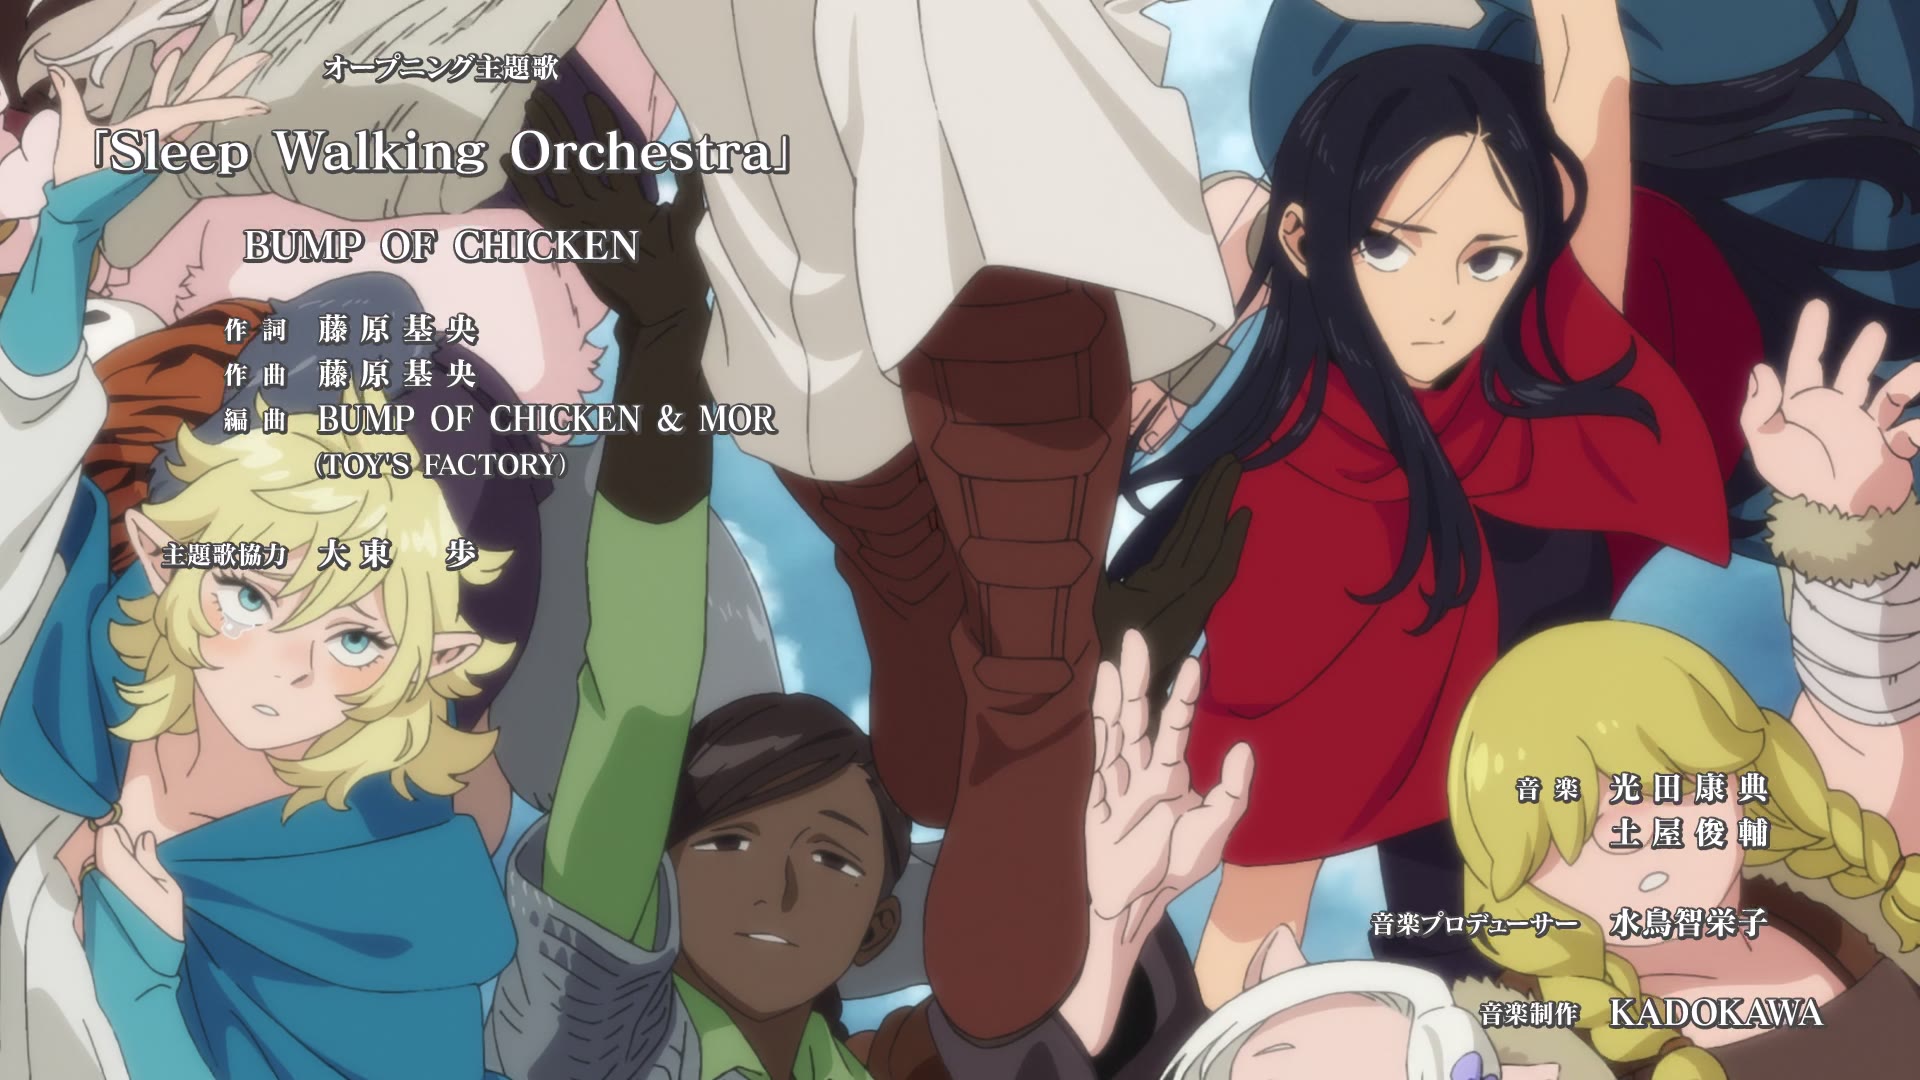 オープニング主題歌
「Sleep Walking Orchestra」
BUMP OF CHICKEN
作詞 藤原基央
作曲 藤原基央
編曲 BUMP OF CHICKEN & MOR
(TOY'S FACTORY)
主題歌協力 大東 歩
音楽 光田康典
土屋俊輔
音楽プロデューサー 水鳥智栄子
音楽制作 KADOKAWA